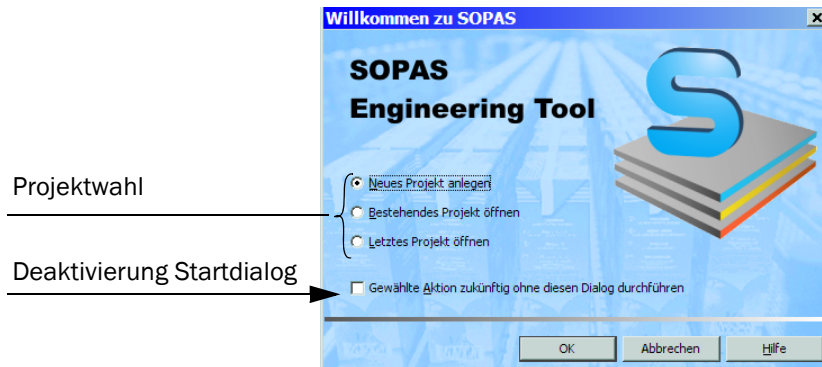 Willkommen zu SOPAS
SOPAS
Engineering Tool
Projektwahl
Neues Projekt anlegen
Bestehendes Projekt öffnen
Letztes Projekt öffnen
Deaktivierung Startdialog
Gewählte Aktion zukünftig ohne diesen Dialog durchführen
OK
Abbrechen
Hilfe